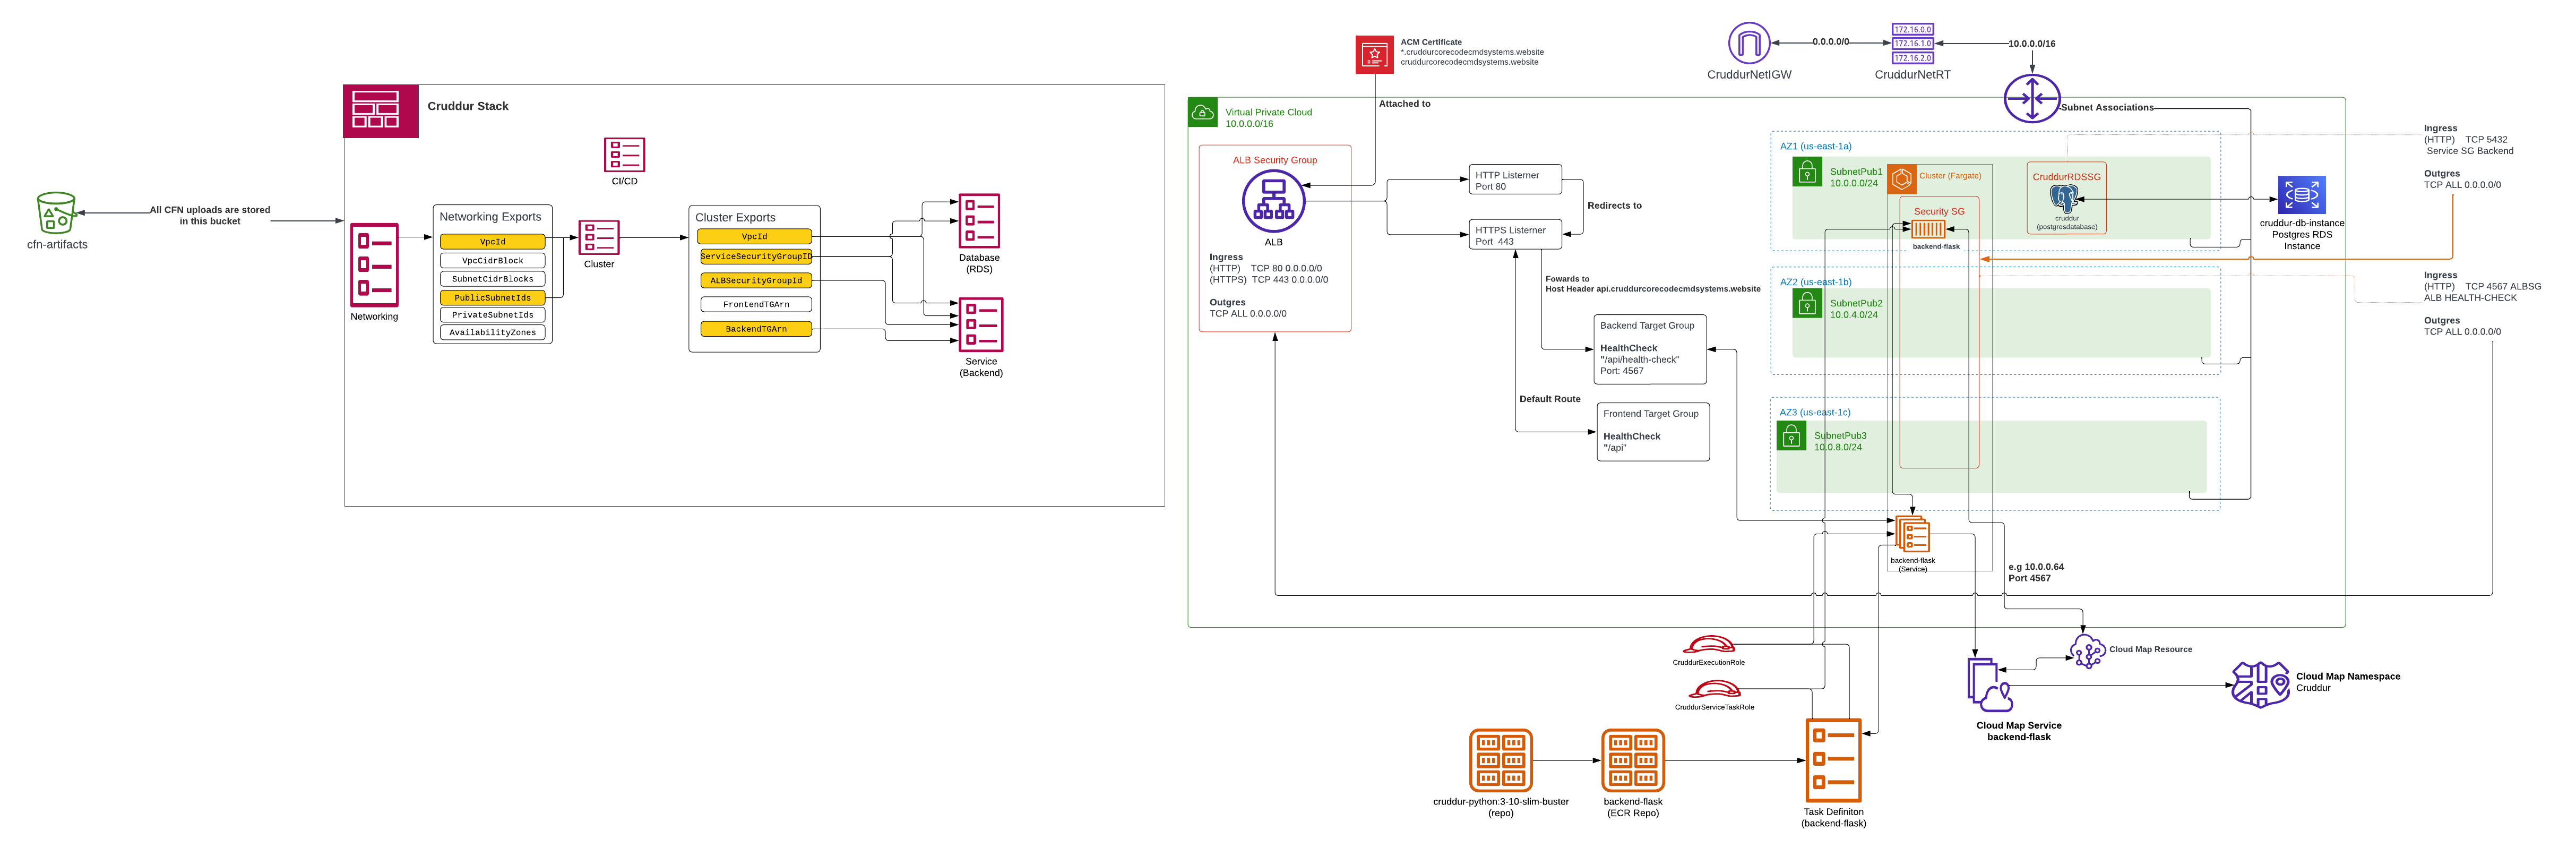 cfn-artifacts
All CFN uploads are stored
in this bucket
Cruddur Stack
CI/CD
Networking
Networking Exports
VpcId
VpcCidrBlock
SubnetCidrBlocks
PublicSubnetIds
PrivateSubnetIds
AvailabilityZones
Cluster
Cluster Exports
VpcId
ServiceSecurityGroupID
ALBSecurityGroupId
FrontendTGArn
BackendTGArn
Database
(RDS)
Service
(Backend)
ACM Certificate
*.cruddurcorecodecmdsystems.website
cruddurcorecodecmdsystems.website
Attached to
Virtual Private Cloud
10.0.0.0/16
ALB Security Group
ALB
Ingress
(HTTP) TCP 80 0.0.0.0/0
(HTTPS) TCP 443 0.0.0.0/0
Outgres
TCP ALL 0.0.0.0/0
HTTP Listerner
Port 80
HTTPS Listerner
Port 443
Redirects to
Fowards to
Host Header api.cruddurcorecodecmdsystems.website
Backend Target Group
HealthCheck
"/api/health-check"
Port: 4567
Default Route
Frontend Target Group
HealthCheck
"/api"
CruddurNetIGW
0.0.0.0/0
172.16.0.0
172.16.1.0
172.16.2.0
CruddurNetRT
10.0.0.0/16
Subnet Associations
AZ1 (us-east-1a)
SubnetPub1
10.0.0.0/24
Cluster (Fargate)
Security SG
backend-flask
CruddurRDSSG
cruddur
(postgresdatabase)
AZ2 (us-east-1b)
SubnetPub2
10.0.4.0/24
AZ3 (us-east-1c)
SubnetPub3
10.0.8.0/24
backend-flask
(Service)
e.g 10.0.0.64
Port 4567
cruddur-db-instance
Postgres RDS
Instance
Ingress
(HTTP) TCP 5432
Service SG Backend
Outgres
TCP ALL 0.0.0.0/0
Ingress
(HTTP) TCP 4567 ALBSG
ALB HEALTH-CHECK
Outgres
TCP ALL 0.0.0.0/0
CruddurExecutionRole
CruddurServiceTaskRole
cruddur-python:3-10-slim-buster
(repo)
backend-flask
(ECR Repo)
Task Definiton
(backend-flask)
Cloud Map Service
backend-flask
Cloud Map Resource
Cloud Map Namespace
Cruddur